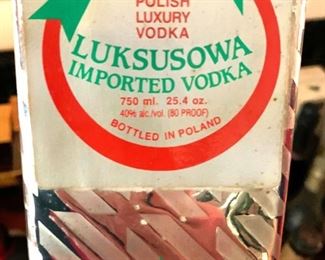 POLISH
LUXURY
VODKA
LUKSUSOWA
IMPORTED VODKA
750 ml. 25.4 oz.
40% alc./vol. (80 PROOF)
BOTTLED IN POLAND